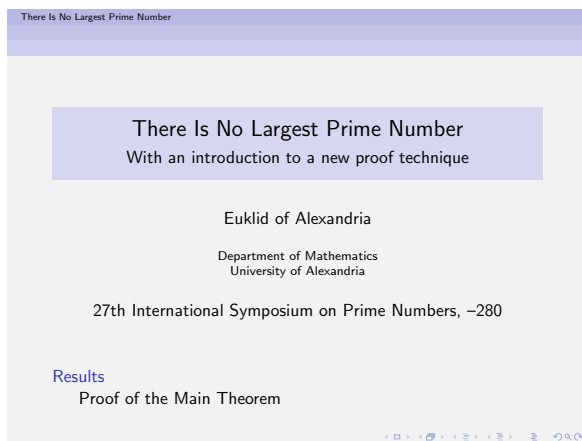 There Is No Largest Prime Number
There Is No Largest Prime Number
With an introduction to a new proof technique
Euklid of Alexandria
Department of Mathematics
University of Alexandria
27th International Symposium on Prime Numbers, –280
Results
Proof of the Main Theorem